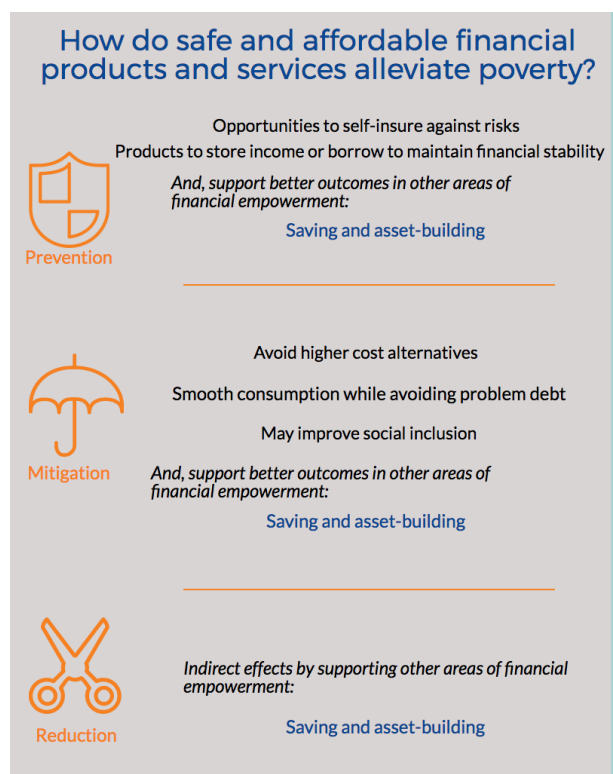 How do safe and affordable financial
products and services alleviate poverty?
Opportunities to self-insure against risks
Products to store income or borrow to maintain financial stability
And, support better outcomes in other areas of
financial empowerment:
Saving and asset-building
Prevention
Avoid higher cost alternatives
Smooth consumption while avoiding problem debt
May improve social inclusion
And, support better outcomes in other areas of
financial empowerment:
Mitigation
Saving and asset-building
Indirect effects by supporting other areas of financial
empowerment:
Saving and asset-building
Reduction